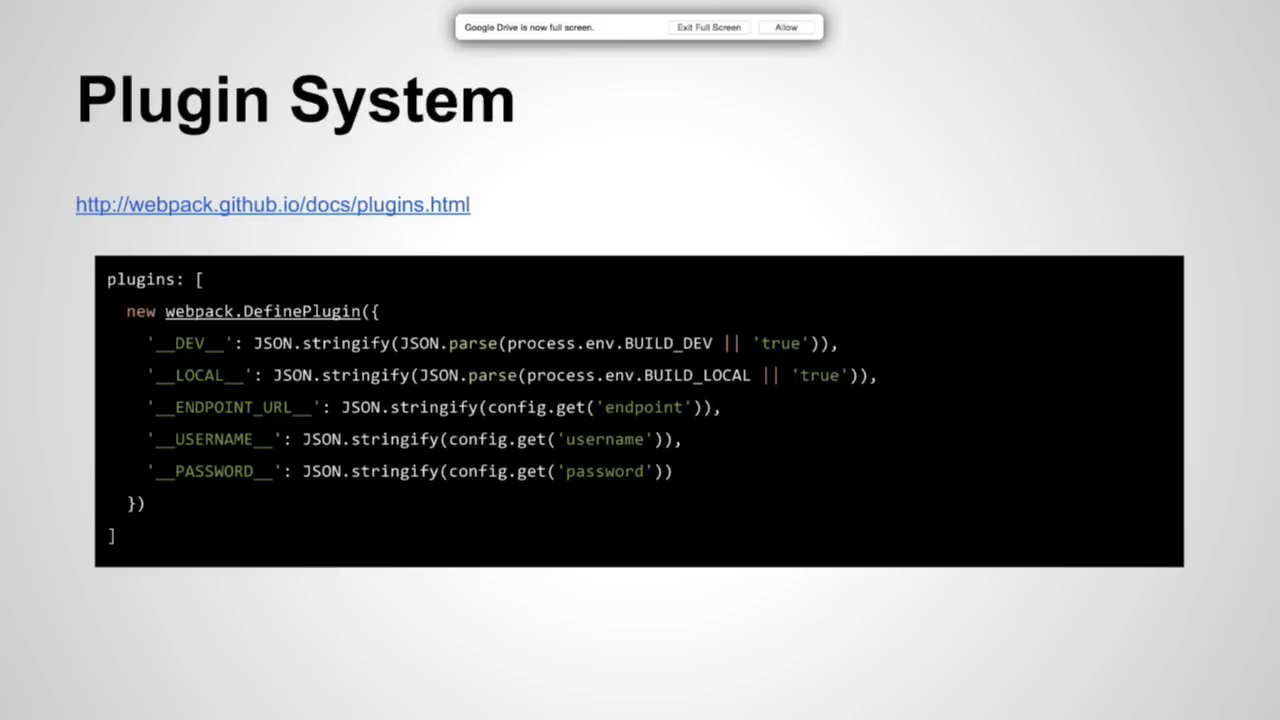 Google Drive is now full screen. Exit Full Screen Allow
Plugin System
http://webpack.github.io/docs/plugins.html
plugins: [
new webpack.DefinePlugin({
'__DEV__': JSON.stringify(JSON.parse(process.env.BUILD_DEV || 'true')),
'__LOCAL__': JSON.stringify(JSON.parse(process.env.BUILD_LOCAL || 'true')),
'__ENDPOINT_URL__': JSON.stringify(config.get('endpoint')),
'__USERNAME__': JSON.stringify(config.get('username')),
'__PASSWORD__': JSON.stringify(config.get('password'))
})
]